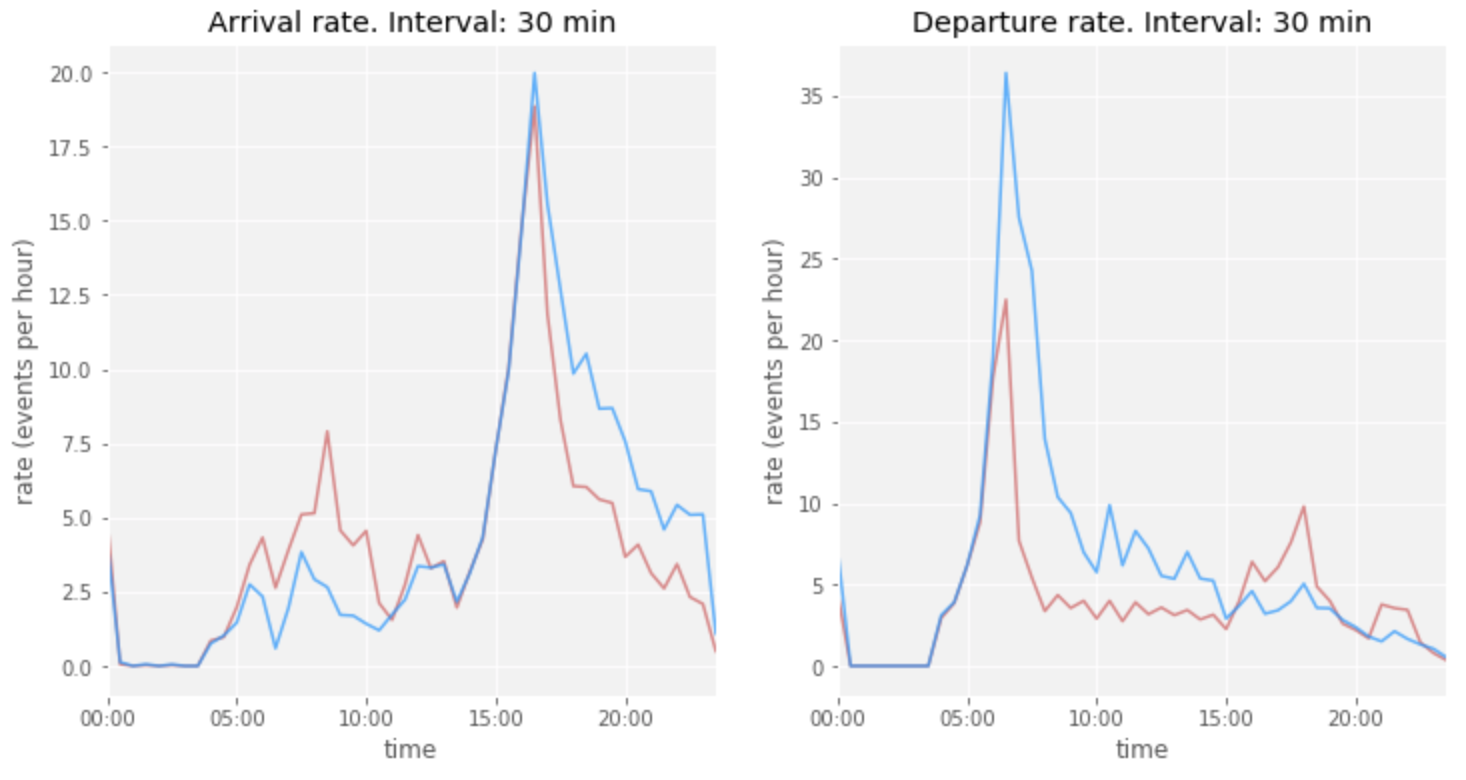 Arrival rate. Interval: 30 min
20.0
17.5
15.0
12.5
10.0
7.5
5.0
2.5
0.0
rate (events per hour)
00:00 05:00 10:00 15:00 20:00
time
Departure rate. Interval: 30 min
35
30
25
20
15
10
5
0
rate (events per hour)
00:00 05:00 10:00 15:00 20:00
time